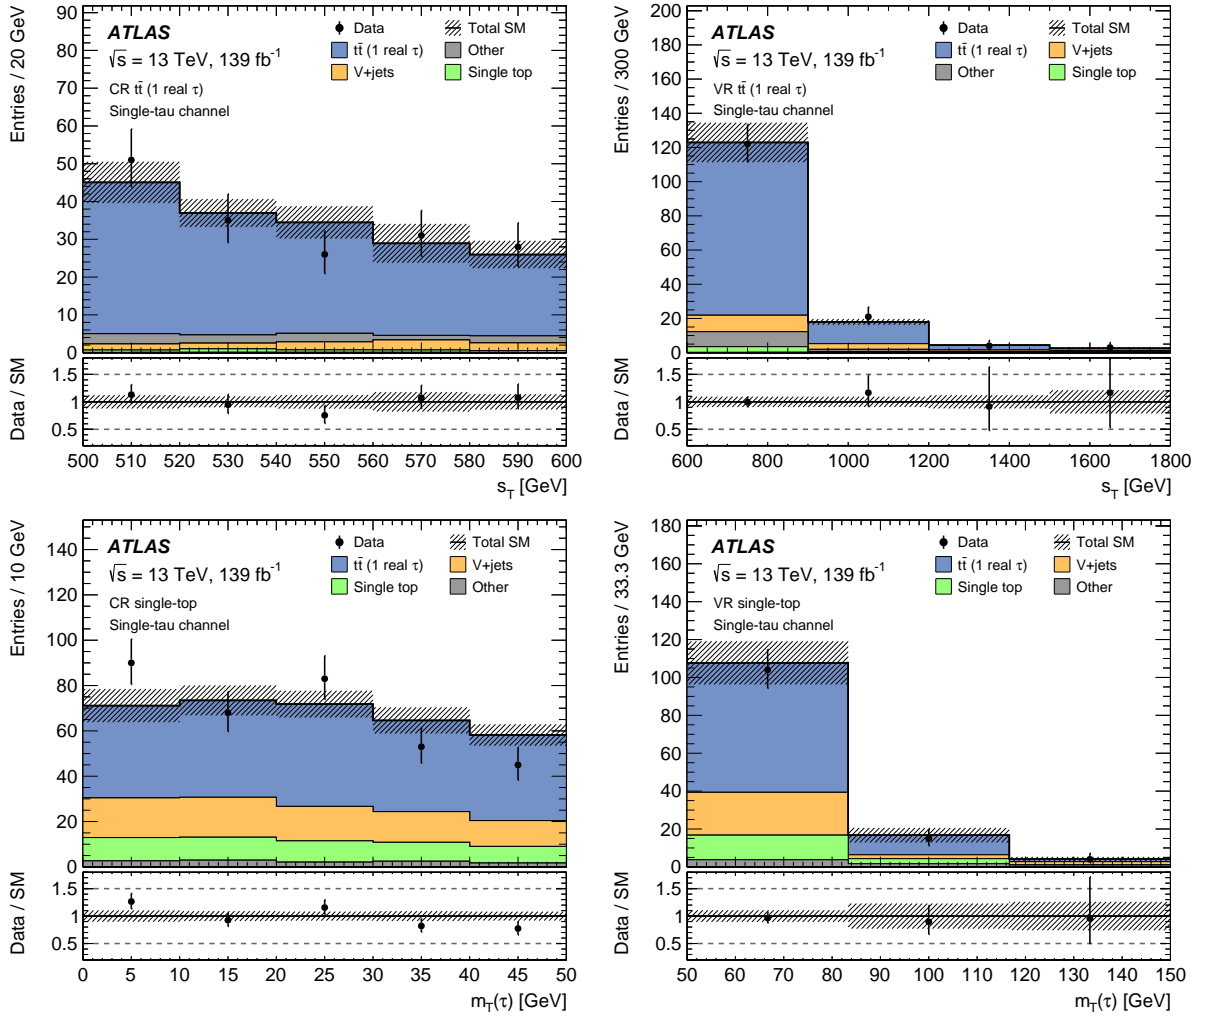 Entries / 20 GeV
90
80
70
60
50
40
30
20
10
0
ATLAS
√s = 13 TeV, 139 fb⁻¹
CR tt̄ (1 real τ)
Single-tau channel
Data
Total SM
tt̄ (1 real τ)
Other
V+jets
Single top
Data / SM
1.5
1
0.5
500 510 520 530 540 550 560 570 580 590 600
s_T [GeV]
Entries / 300 GeV
200
180
160
140
120
100
80
60
40
20
0
ATLAS
√s = 13 TeV, 139 fb⁻¹
VR tt̄ (1 real τ)
Single-tau channel
Data
Total SM
tt̄ (1 real τ)
V+jets
Other
Single top
Data / SM
1.5
1
0.5
600 800 1000 1200 1400 1600 1800
s_T [GeV]
Entries / 10 GeV
140
120
100
80
60
40
20
0
ATLAS
√s = 13 TeV, 139 fb⁻¹
CR single-top
Single-tau channel
Data
Total SM
tt̄ (1 real τ)
V+jets
Single top
Other
Data / SM
1.5
1
0.5
0 5 10 15 20 25 30 35 40 45 50
m_T(τ) [GeV]
Entries / 33.3 GeV
180
160
140
120
100
80
60
40
20
0
ATLAS
√s = 13 TeV, 139 fb⁻¹
VR single-top
Single-tau channel
Data
Total SM
tt̄ (1 real τ)
V+jets
Single top
Other
Data / SM
1.5
1
0.5
50 60 70 80 90 100 110 120 130 140 150
m_T(τ) [GeV]